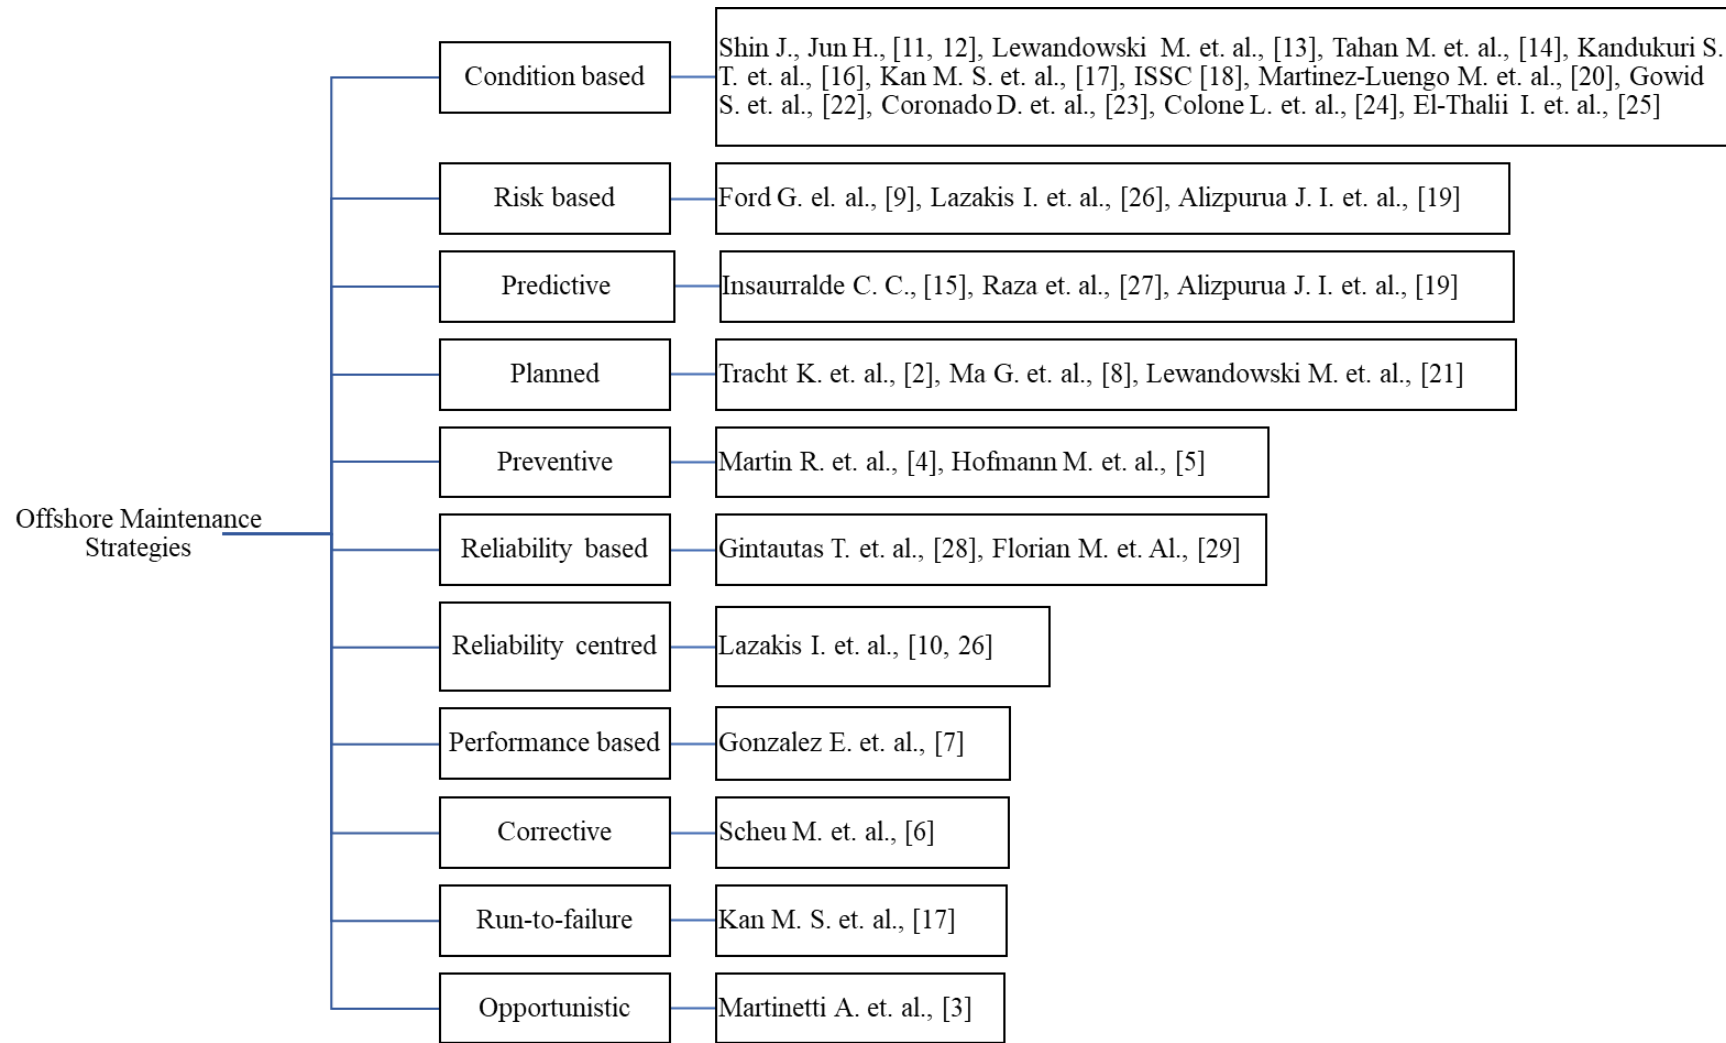 Offshore Maintenance
Strategies
Condition based
Shin J., Jun H., [11, 12], Lewandowski M. et. al., [13], Tahan M. et. al., [14], Kandukuri S.
T. et. al., [16], Kan M. S. et. al., [17], ISSC [18], Martinez-Luengo M. et. al., [20], Gowid
S. et. al., [22], Coronado D. et. al., [23], Colone L. et. al., [24], El-Thalii I. et. al., [25]
Risk based
Ford G. el. al., [9], Lazakis I. et. al., [26], Alizpurua J. I. et. al., [19]
Predictive
Insaurralde C. C., [15], Raza et. al., [27], Alizpurua J. I. et. al., [19]
Planned
Tracht K. et. al., [2], Ma G. et. al., [8], Lewandowski M. et. al., [21]
Preventive
Martin R. et. al., [4], Hofmann M. et. al., [5]
Reliability based
Gintautas T. et. al., [28], Florian M. et. Al., [29]
Reliability centred
Lazakis I. et. al., [10, 26]
Performance based
Gonzalez E. et. al., [7]
Corrective
Scheu M. et. al., [6]
Run-to-failure
Kan M. S. et. al., [17]
Opportunistic
Martinetti A. et. al., [3]